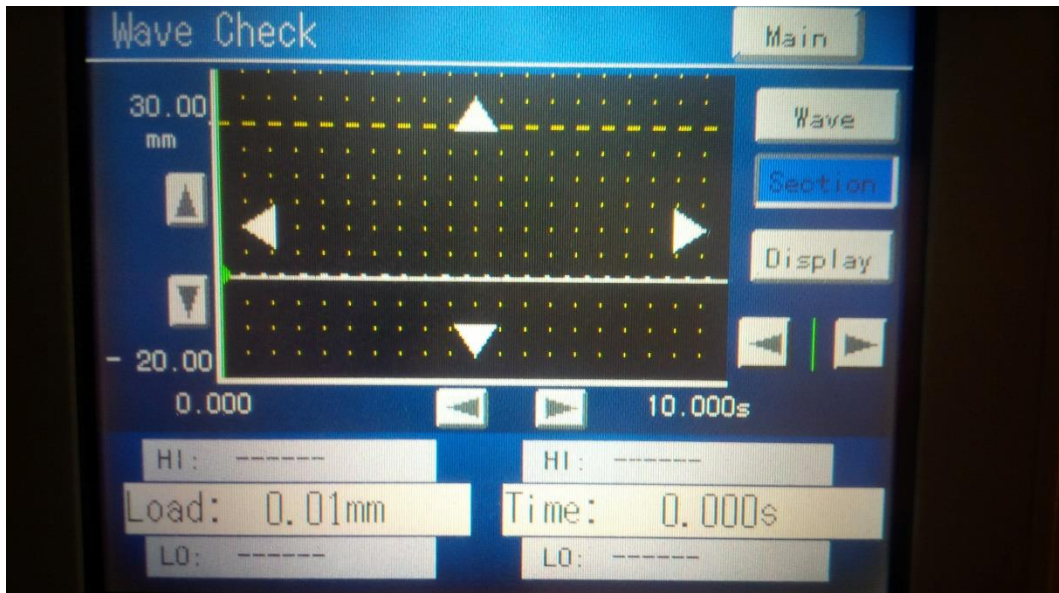 Wave Check
Main
30.00
mm
Wave
Section
Display
- 20.00
0.000
10.000s
HI: ------
HI: ------
Load: 0.01mm
Time: 0.000s
LO: ------
LO: ------